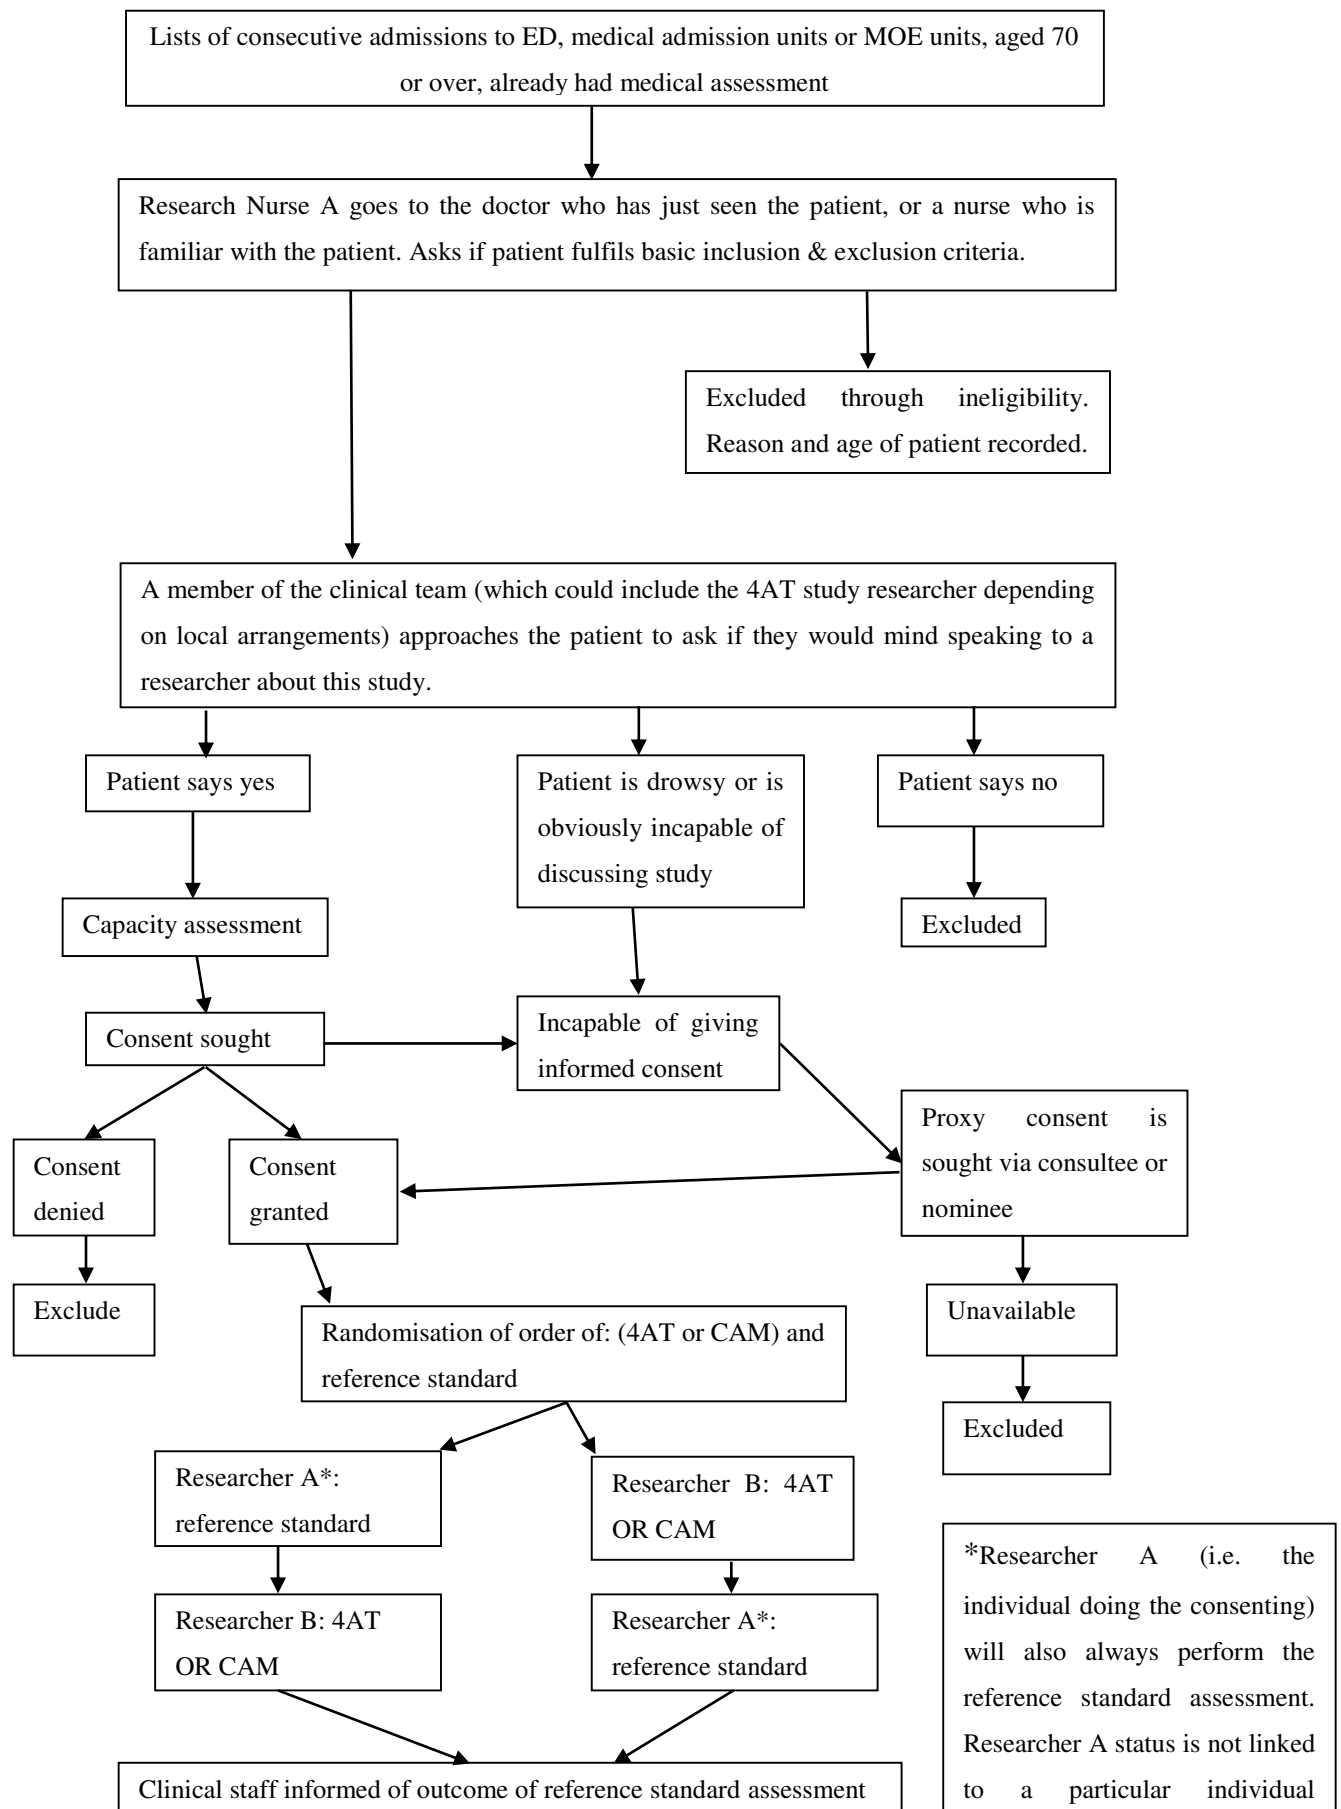 Lists of consecutive admissions to ED, medical admission units or MOE units, aged 70
or over, already had medical assessment
Research Nurse A goes to the doctor who has just seen the patient, or a nurse who is
familiar with the patient. Asks if patient fulfils basic inclusion & exclusion criteria.
Excluded through ineligibility.
Reason and age of patient recorded.
A member of the clinical team (which could include the 4AT study researcher depending
on local arrangements) approaches the patient to ask if they would mind speaking to a
researcher about this study.
Patient says yes
Patient is drowsy or is
obviously incapable of
discussing study
Patient says no
Capacity assessment
Excluded
Consent sought
Incapable of giving
informed consent
Proxy consent is
sought via consultee or
nominee
Consent
denied
Consent
granted
Exclude
Unavailable
Randomisation of order of: (4AT or CAM) and
reference standard
Excluded
Researcher A*:
reference standard
Researcher B: 4AT
OR CAM
Researcher B: 4AT
OR CAM
Researcher A*:
reference standard
*Researcher A (i.e. the
individual doing the consenting)
will also always perform the
reference standard assessment.
Researcher A status is not linked
to a particular individual
Clinical staff informed of outcome of reference standard assessment